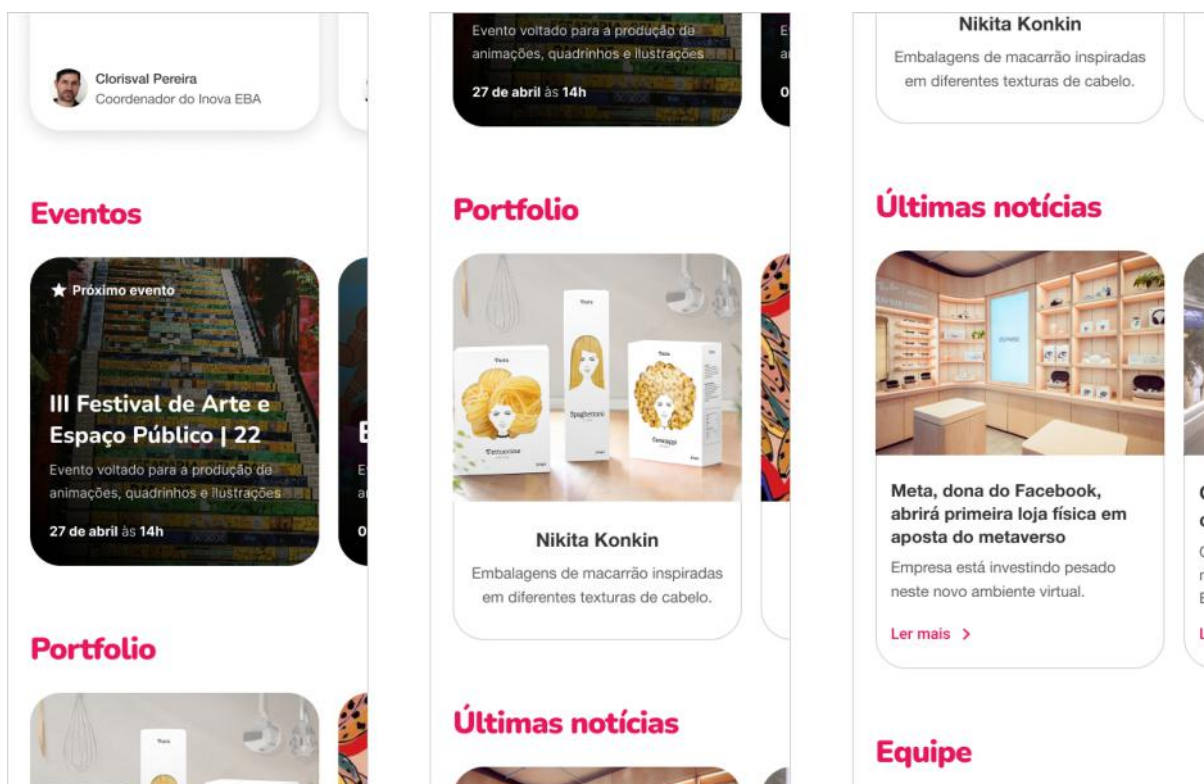 Clorisval Pereira
Coordenador do Inova EBA
Eventos
Próximo evento
III Festival de Arte e
Espaço Público | 22
Evento voltado para a produção de
animações, quadrinhos e ilustrações
27 de abril às 14h
Portfolio
Evento voltado para a produção de
animações, quadrinhos e ilustrações
27 de abril às 14h
Portfolio
Nikita Konkin
Embalagens de macarrão inspiradas
em diferentes texturas de cabelo.
Últimas notícias
Nikita Konkin
Embalagens de macarrão inspiradas
em diferentes texturas de cabelo.
Últimas notícias
Meta, dona do Facebook,
abrirá primeira loja física em
aposta do metaverso
Empresa está investindo pesado
neste novo ambiente virtual.
Ler mais
Equipe